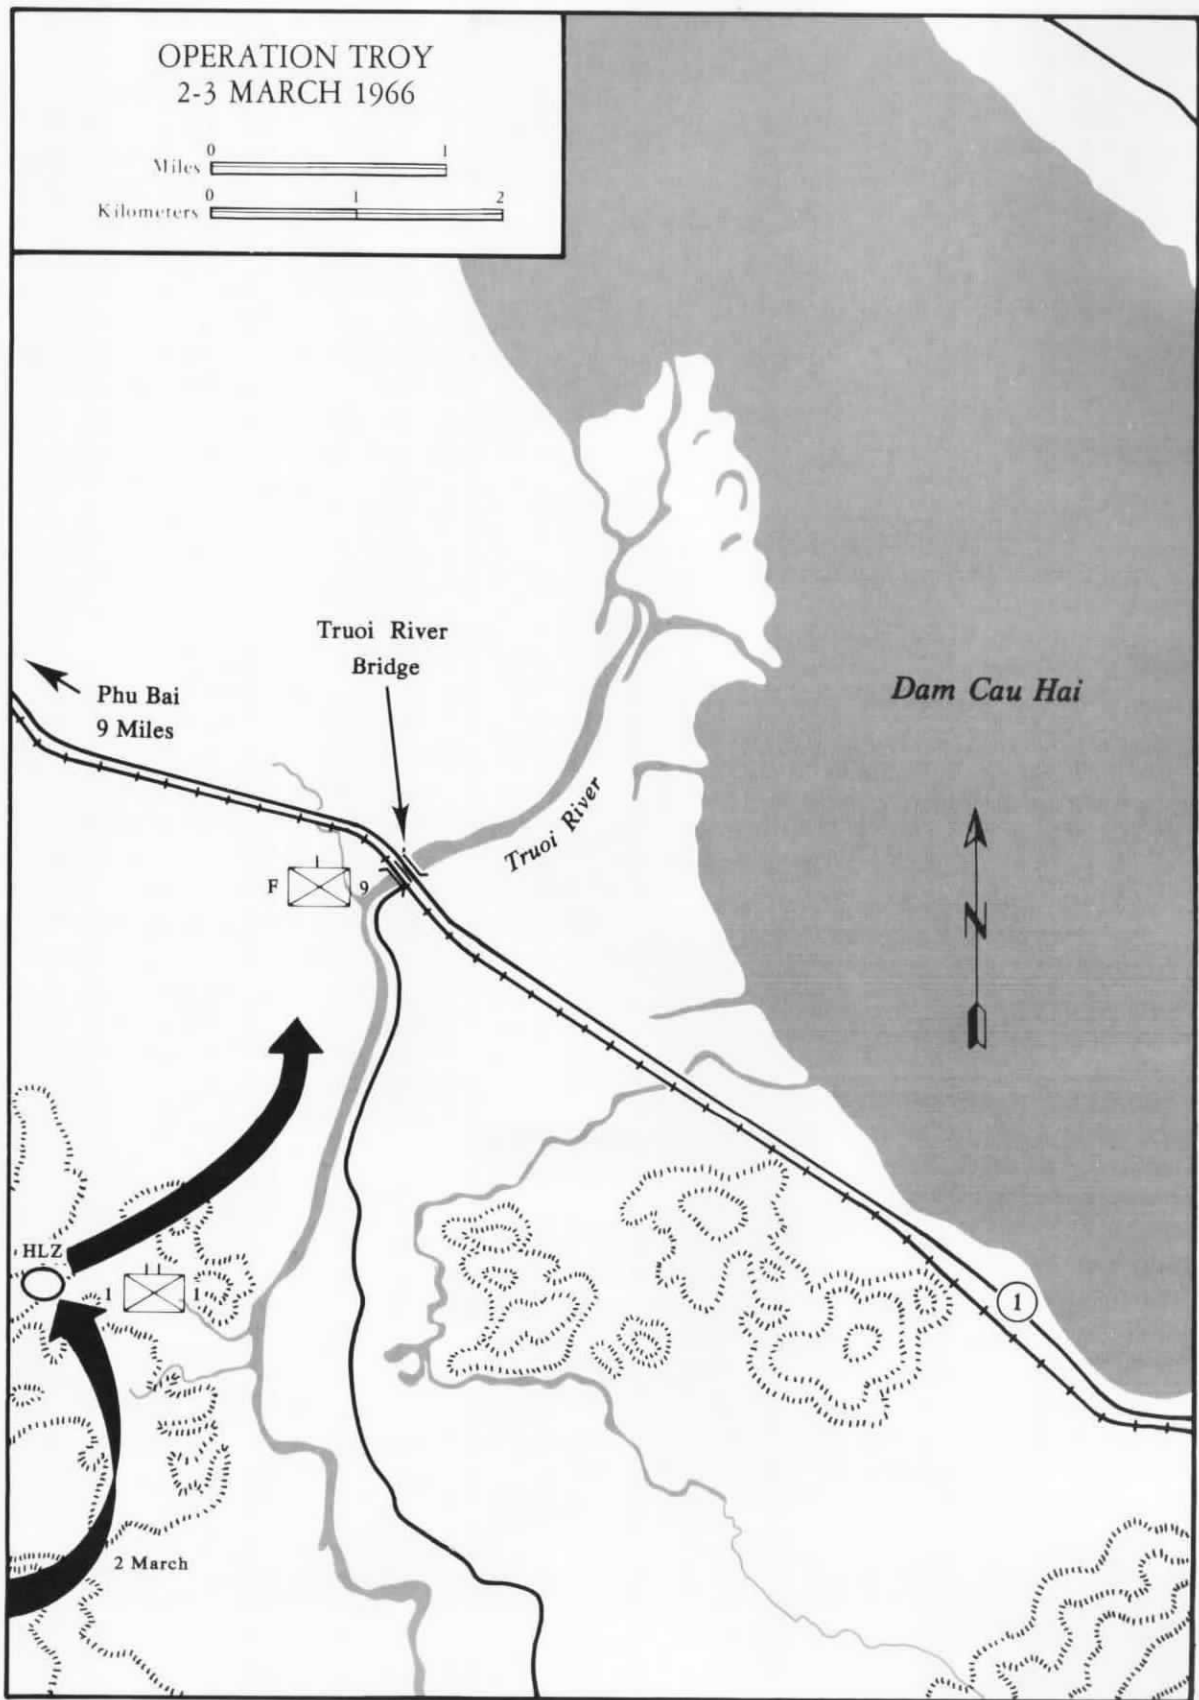 OPERATION TROY
2-3 MARCH 1966
0 1
Miles
0 1 2
Kilometers
Truoi River
Bridge
Phu Bai
9 Miles
Dam Cau Hai
Truoi River
F 9
N
HLZ
1 1
1
2 March